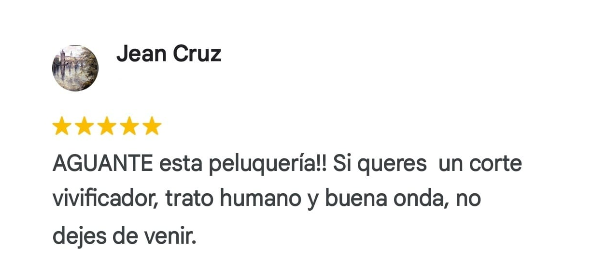 Jean Cruz
AGUANTE esta peluquería!! Si queres  un corte
vivificador, trato humano y buena onda, no
dejes de venir.